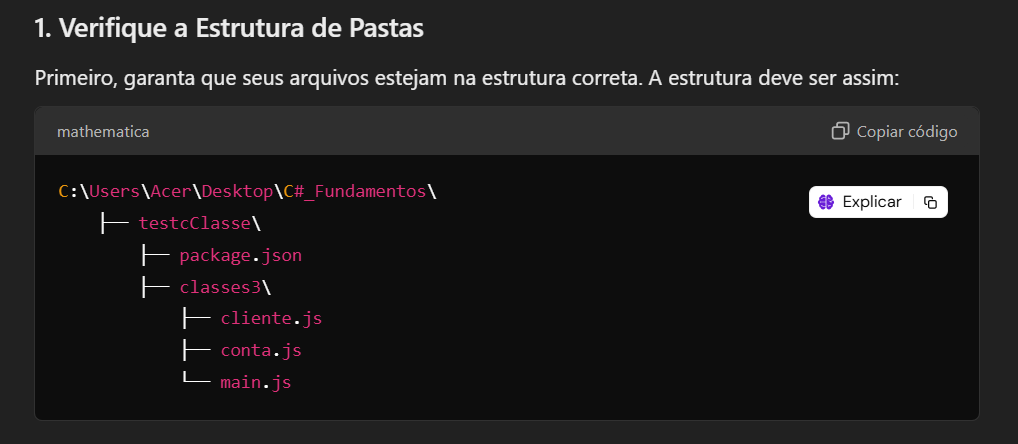 1. Verifique a Estrutura de Pastas
Primeiro, garanta que seus arquivos estejam na estrutura correta. A estrutura deve ser assim:
mathematica
Copiar código
C:\Users\Acer\Desktop\C#_Fundamentos\
Explicar
├── testcClasse\
├── package.json
├── classes3\
├── cliente.js
├── conta.js
└── main.js